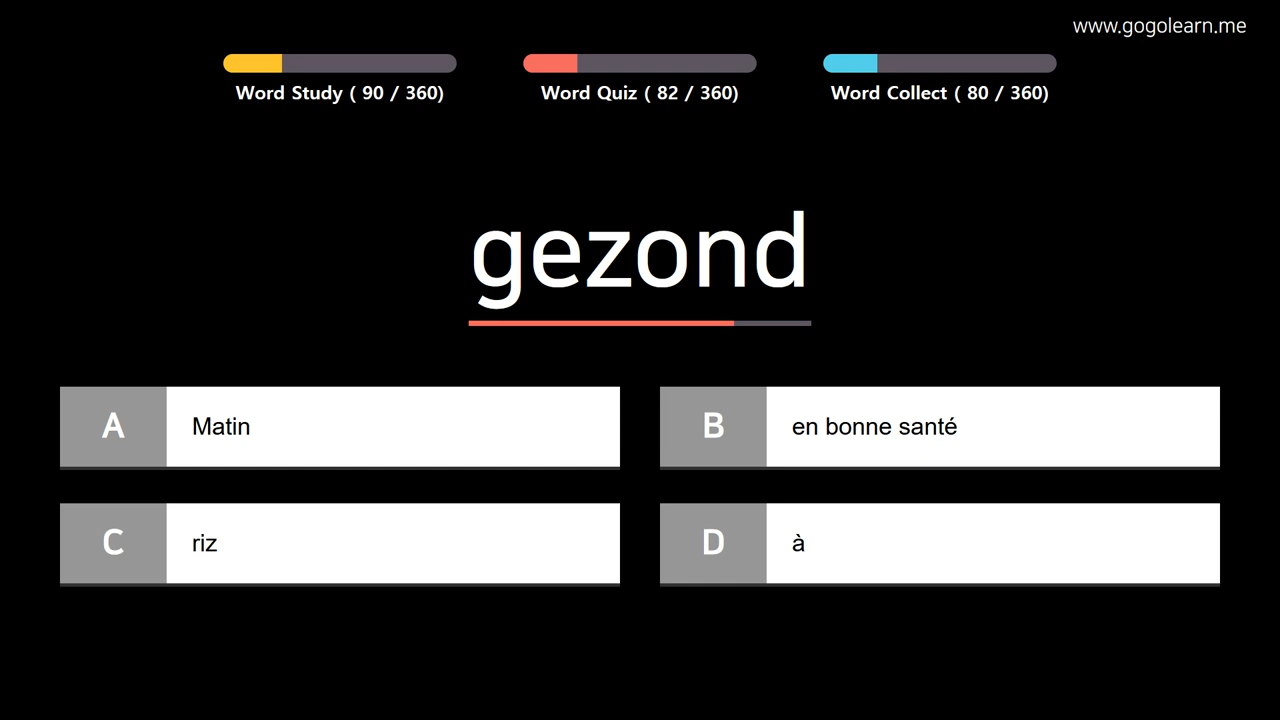 www.gogolearn.me
Word Study ( 90 / 360)
Word Quiz ( 82 / 360)
Word Collect ( 80 / 360)
gezond
A Matin
B en bonne santé
C riz
D à